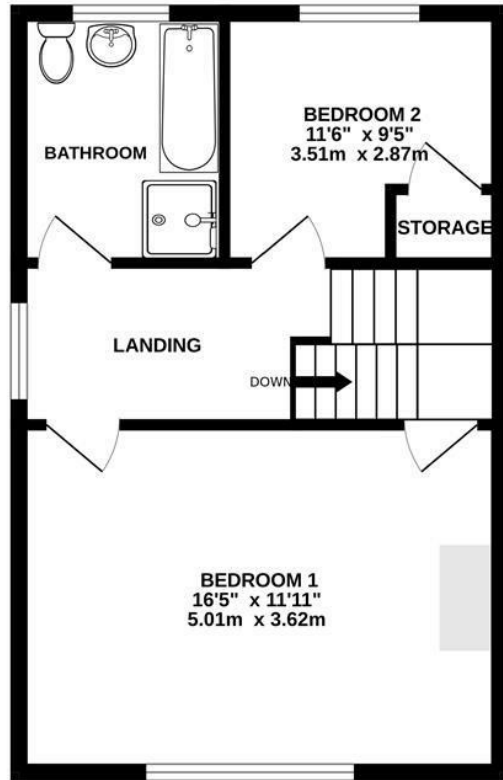 BATHROOM
BEDROOM 2
11'6" x 9'5"
3.51m x 2.87m
STORAGE
LANDING
DOWN
BEDROOM 1
16'5" x 11'11"
5.01m x 3.62m